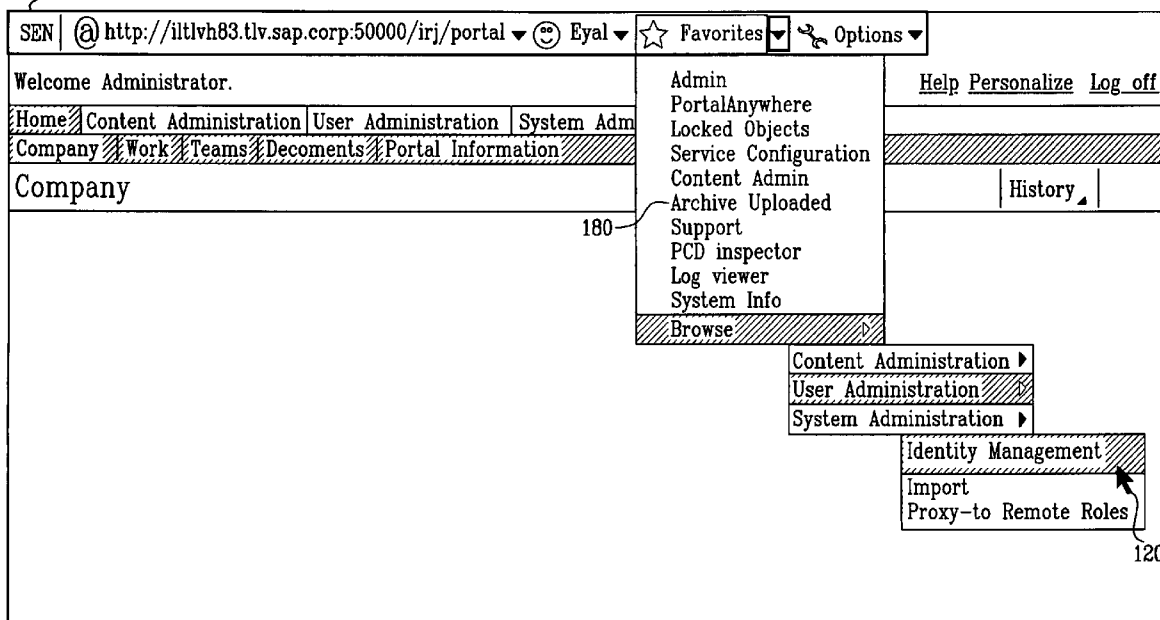 SEN @ http://iltlvh83.tlv.sap.corp:50000/irj/portal Eyal Favorites Options
Welcome Administrator.
Help Personalize Log off
Home Content Administration User Administration System Adm
Company Work Teams Decoments Portal Information
Company
History
Admin
PortalAnywhere
Locked Objects
Service Configuration
Content Admin
Archive Uploaded
180
Support
PCD inspector
Log viewer
System Info
Browse
Content Administration
User Administration
System Administration
Identity Management
Import
Proxy-to Remote Roles
120